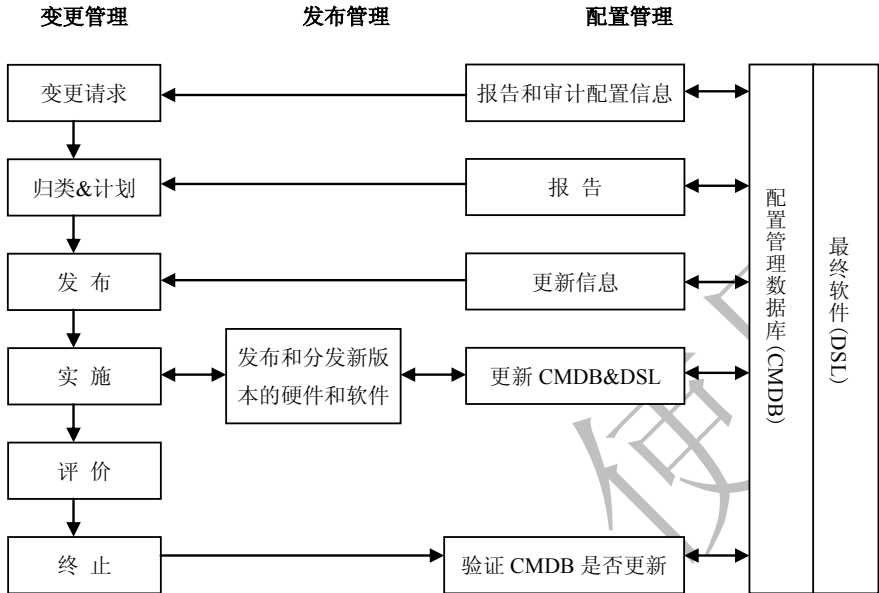 变更管理 发布管理 配置管理
变更请求
报告和审计配置信息
归类&计划
报 告
发 布
更新信息
实 施
发布和分发新版
本的硬件和软件
更新 CMDB&DSL
评 价
终 止
验证 CMDB 是否更新
配置管理数据库(CMDB)
最终软件(DSL)
使